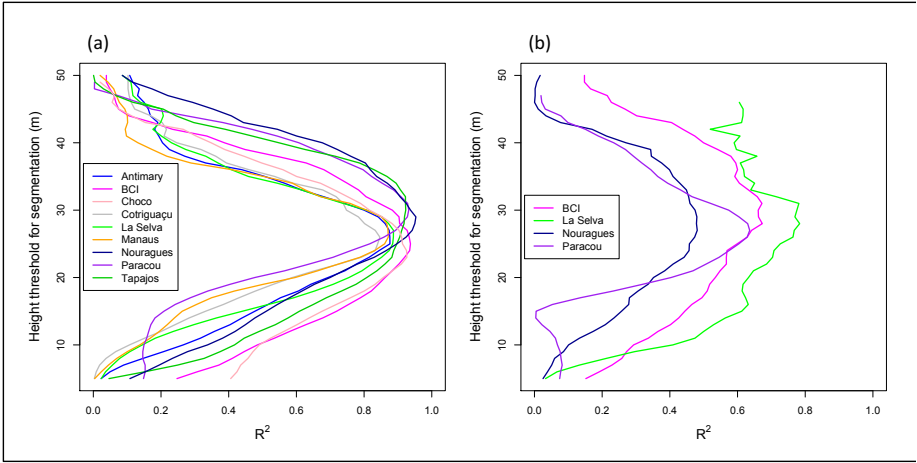 (a)
Height threshold for segmentation (m)
50
40
30
20
10
Antimary
BCI
Choco
Cotriguaçu
La Selva
Manaus
Nouragues
Paracou
Tapajos
0.0 0.2 0.4 0.6 0.8 1.0
R²
(b)
Height threshold for segmentation (m)
50
40
30
20
10
BCI
La Selva
Nouragues
Paracou
0.0 0.2 0.4 0.6 0.8 1.0
R²